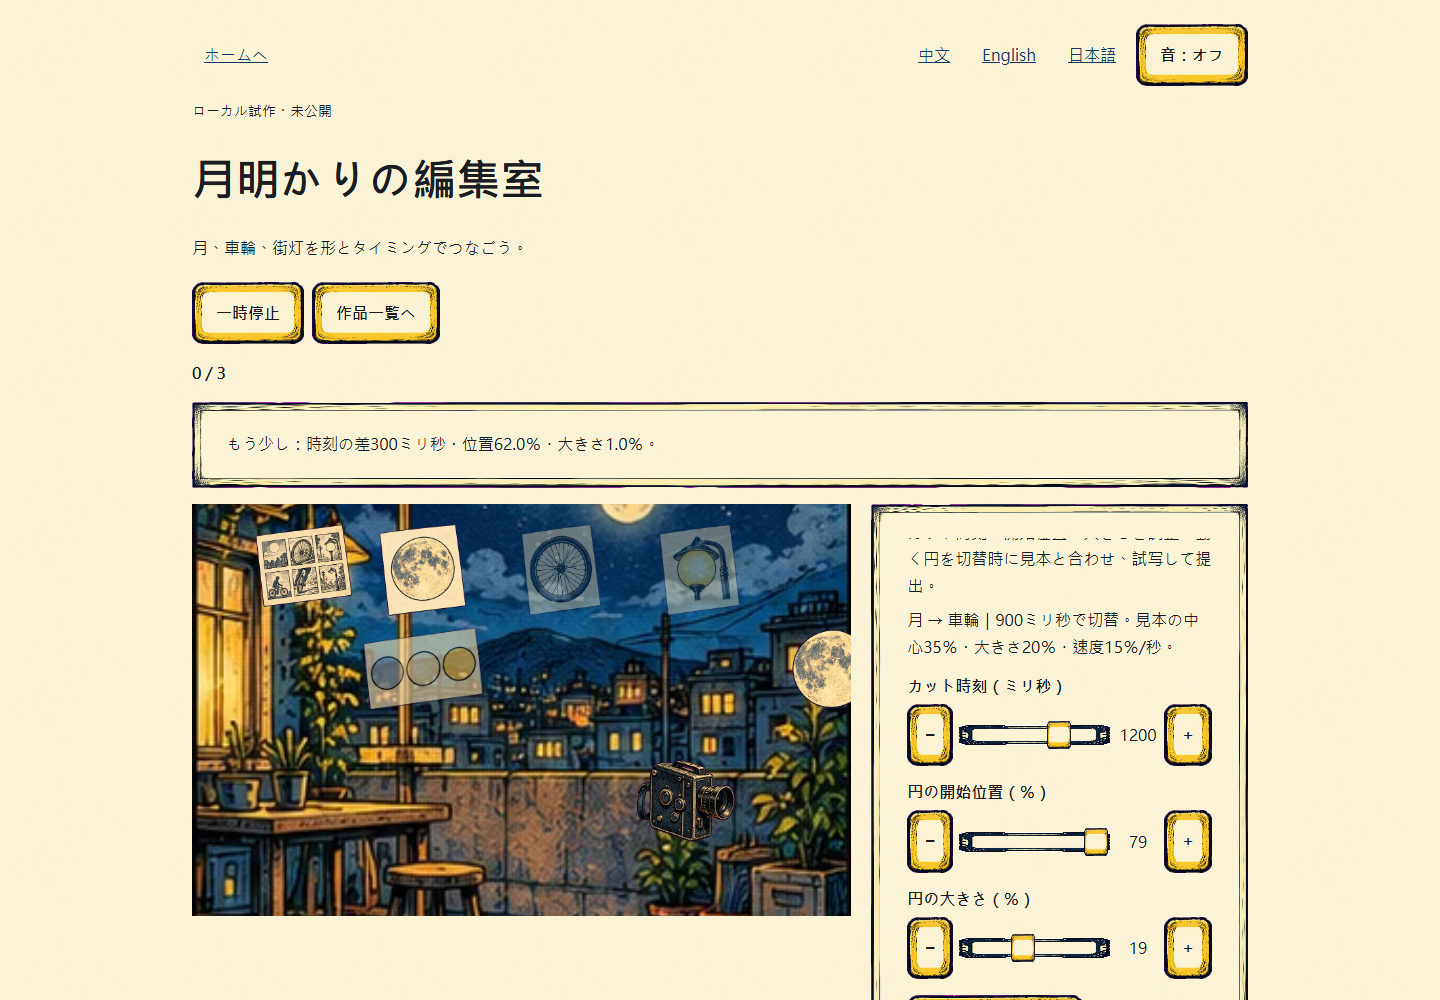 ホームへ
中文 English 日本語 音：オフ
ローカル試作・未公開
月明かりの編集室
月、車輪、街灯を形とタイミングでつなごう。
一時停止 作品一覧へ
0 / 3
もう少し：時刻の差300ミリ秒・位置62.0%・大きさ1.0%。
く円を切替時に見本と合わせ、試写して提
出。
月 → 車輪 | 900ミリ秒で切替。見本の中
心35%・大きさ20%・速度15%/秒。
カット時刻（ミリ秒）
− 1200 +
円の開始位置（%）
− 79 +
円の大きさ（%）
− 19 +